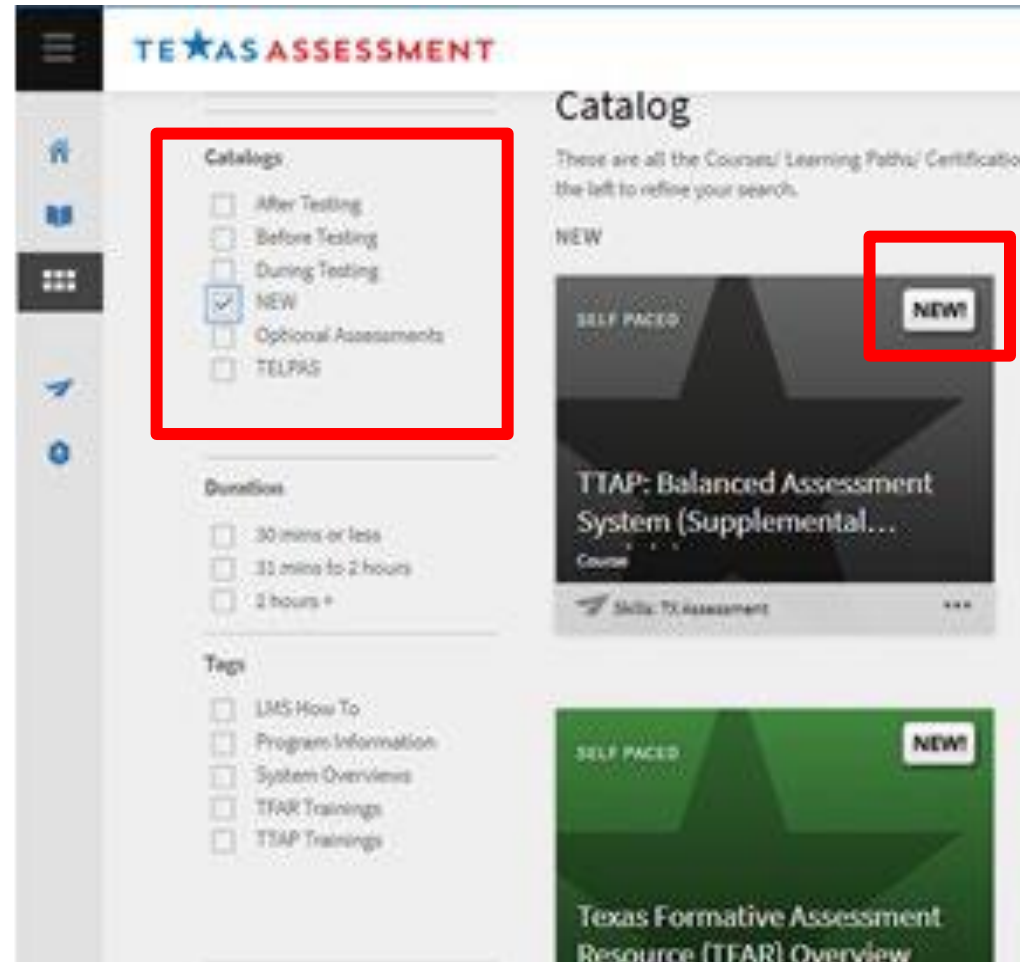 TEXAS ASSESSMENT
Catalogs
After Testing
Before Testing
During Testing
NEW
Optional Assessments
TELPAS
Duration
30 mins or less
31 mins to 2 hours
2 hours +
Tags
LMS How To
Program Information
System Overviews
TFAR Trainings
TTAP Trainings
Catalog
These are all the Courses/ Learning Paths/ Certificatio
the left to refine your search.
NEW
SELF PACED
NEW!
TTAP: Balanced Assessment
System (Supplemental...
Course
Skills: TX Assessment
SELF PACED
NEW!
Texas Formative Assessment
Resource (TFAR) Overview